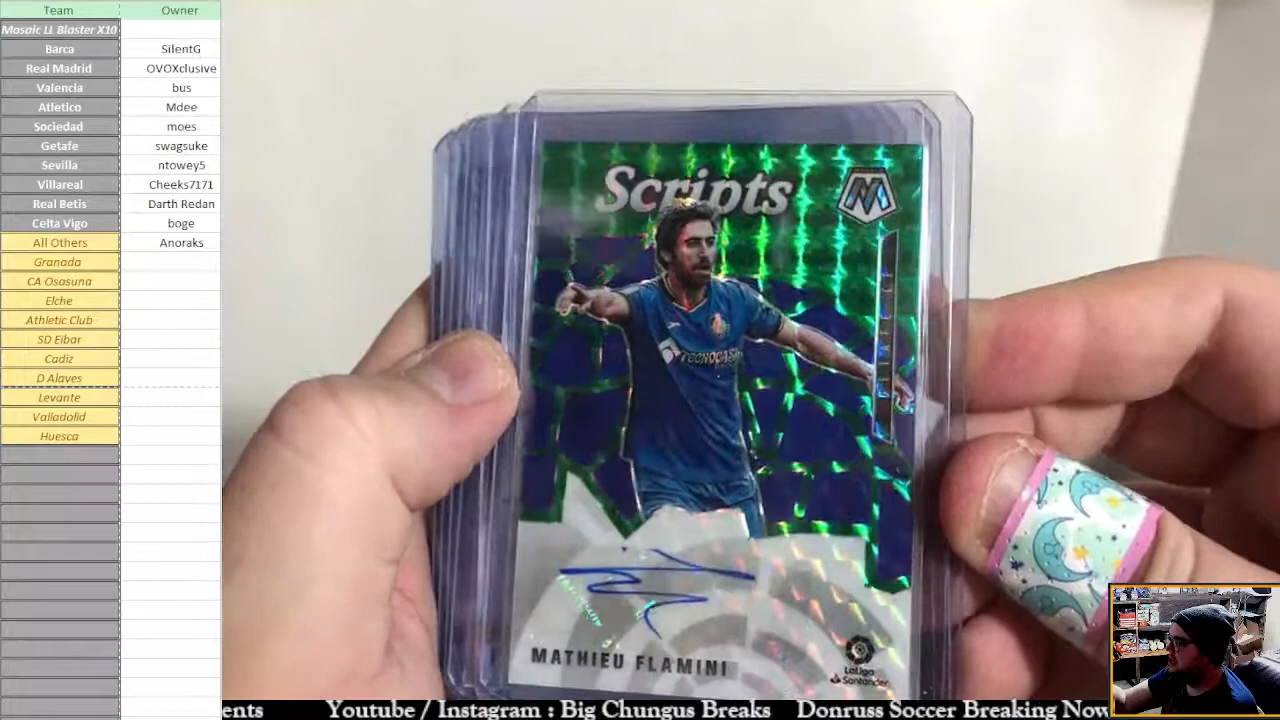 Team Owner
Mosaic LL Blaster X10
Barca SilentG
Real Madrid OVOXclusive
Valencia bus
Atletico Mdee
Sociedad moes
Getafe swagsuke
Sevilla ntowey5
Villareal Cheeks7171
Real Betis Darth Redan
Celta Vigo boge
All Others Anoraks
Granada
CA Osasuna
Elche
Athletic Club
SD Eibar
Cadiz
D Alaves
Levante
Valladolid
Huesca
Scripts
MATHIEU FLAMINI
LaLiga
Santander
ents Youtube / Instagram : Big Chungus Breaks Donruss Soccer Breaking Now